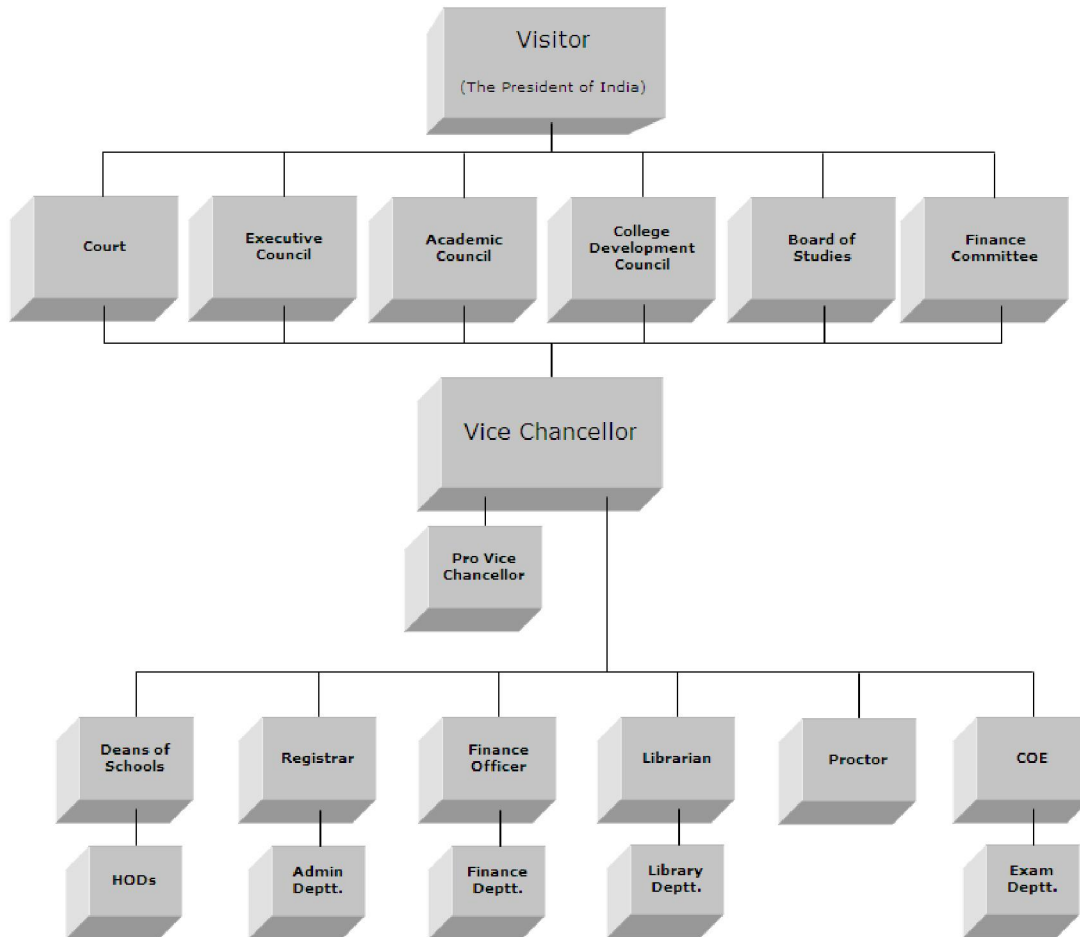 Visitor
(The President of India)
Court
Executive
Council
Academic
Council
College
Development
Council
Board of
Studies
Finance
Committee
Vice Chancellor
Pro Vice
Chancellor
Deans of
Schools
Registrar
Finance
Officer
Librarian
Proctor
COE
HODs
Admin
Deptt.
Finance
Deptt.
Library
Deptt.
Exam
Deptt.